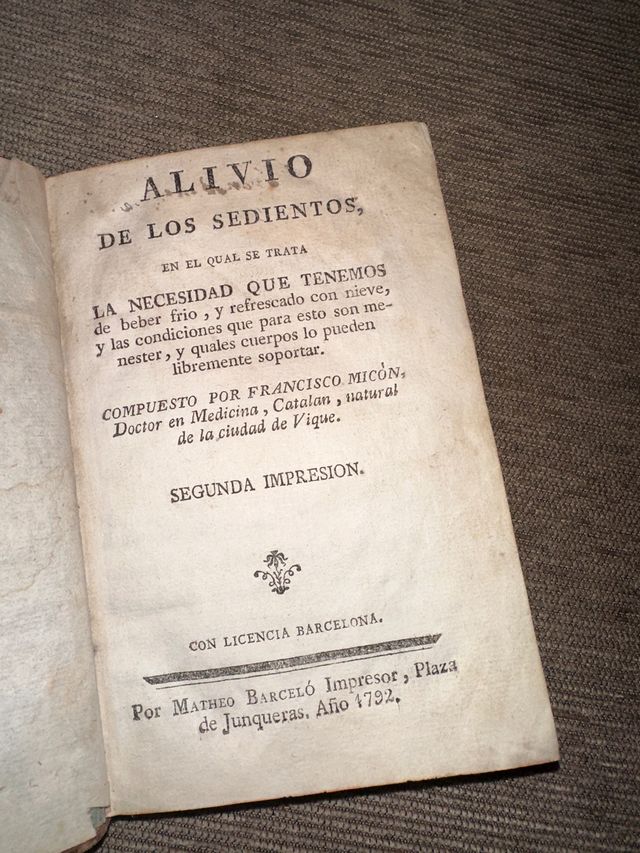 ALIVIO
DE LOS SEDIENTOS,
EN EL QUAL SE TRATA
LA NECESIDAD QUE TENEMOS
de beber frio, y refrescado con nieve,
y las condiciones que para esto son me-
nester, y quales cuerpos lo pueden
libremente soportar.
COMPUESTO POR FRANCISCO MICÓN,
Doctor en Medicina, Catalan, natural
de la ciudad de Vique.
SEGUNDA IMPRESION.
CON LICENCIA BARCELONA.
Por MATHEO BARCELÓ Impresor, Plaza
de Junqueras. Año 1792.